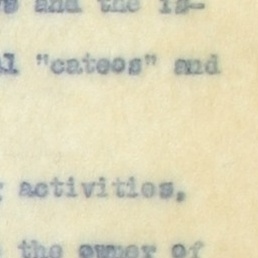 and the is-
"cateos" and
activities,
the owner of